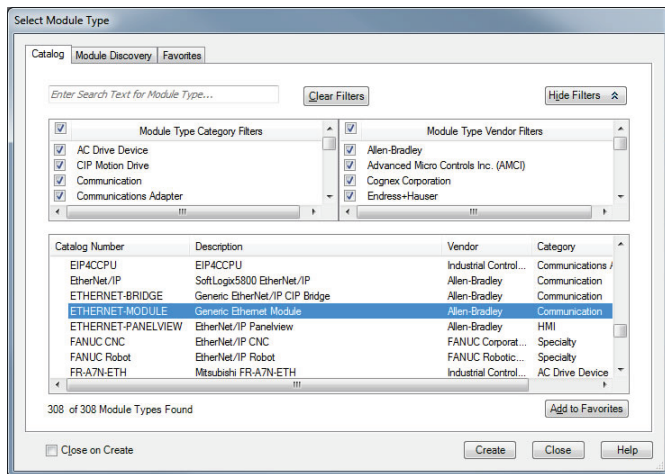 Select Module Type
Catalog Module Discovery Favorites
Enter Search Text for Module Type...
Clear Filters
Hide Filters
Module Type Category Filters
Module Type Vendor Filters
AC Drive Device
Allen-Bradley
CIP Motion Drive
Advanced Micro Controls Inc. (AMCI)
Communication
Cognex Corporation
Communications Adapter
Endress+Hauser
Catalog Number Description Vendor Category
EIP4CCPU EIP4CCPU Industrial Control... Communications A
EtherNet/IP SoftLogix5800 EtherNet/IP Allen-Bradley Communication
ETHERNET-BRIDGE Generic EtherNet/IP CIP Bridge Allen-Bradley Communication
ETHERNET-MODULE Generic Ethernet Module Allen-Bradley Communication
ETHERNET-PANELVIEW EtherNet/IP Panelview Allen-Bradley HMI
FANUC CNC EtherNet/IP CNC FANUC Corporat... Specialty
FANUC Robot EtherNet/IP Robot FANUC Robotic... Specialty
FR-A7N-ETH Mitsubishi FR-A7N-ETH Industrial Control... AC Drive Device
308 of 308 Module Types Found
Add to Favorites
Close on Create
Create
Close
Help